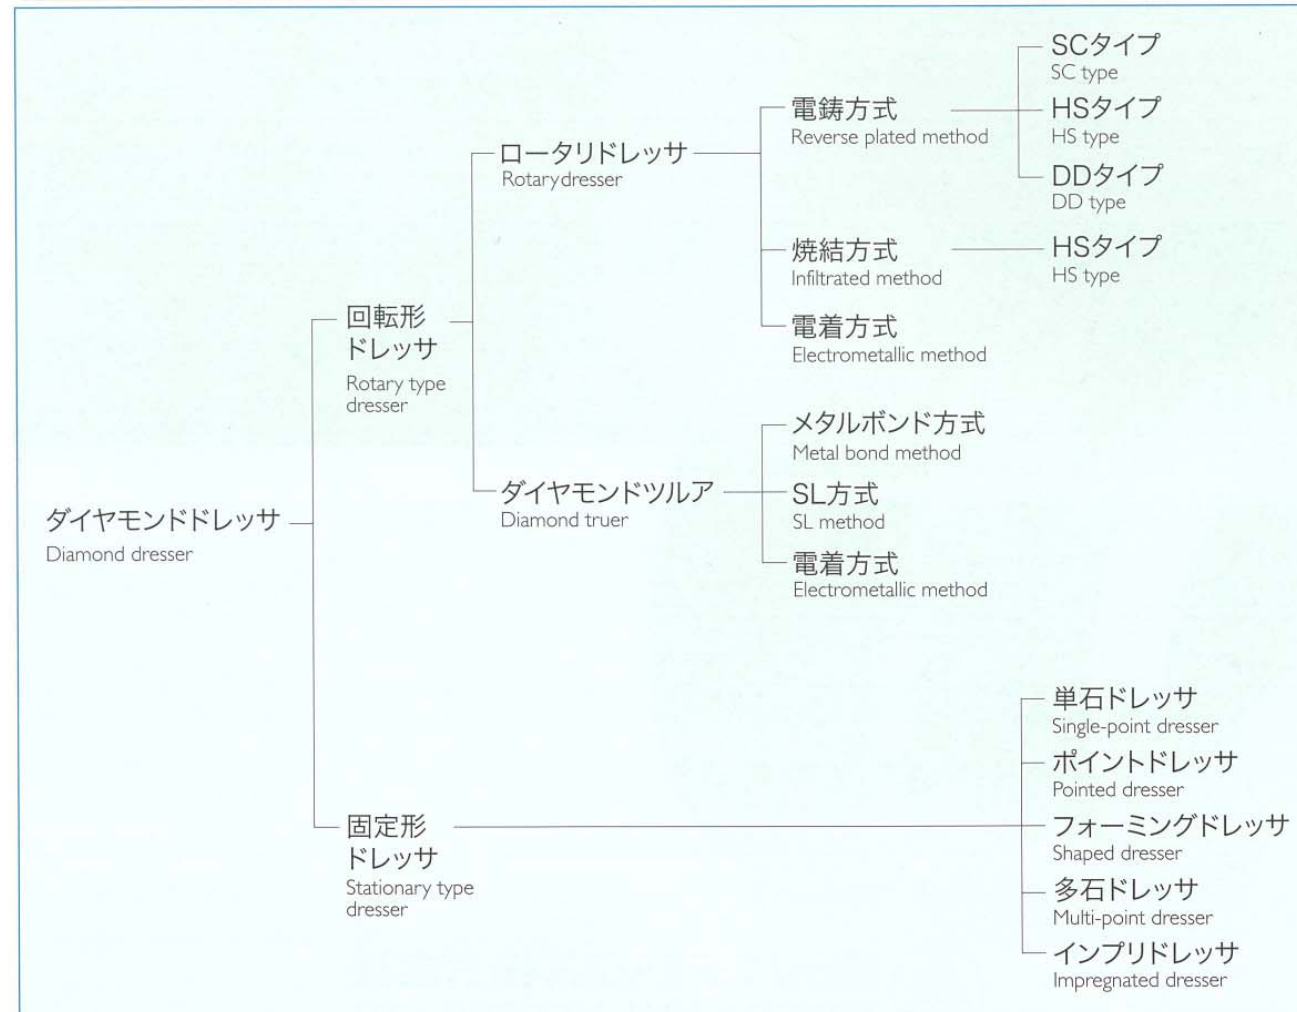 SCタイプ
SC type
電鋳方式
Reverse plated method
HSタイプ
HS type
ロータリドレッサ
Rotarydresser
DDタイプ
DD type
焼結方式
Infiltrated method
HSタイプ
HS type
回転形
ドレッサ
Rotary type
dresser
電着方式
Electrometallic method
メタルボンド方式
Metal bond method
ダイヤモンドツルア
Diamond truer
SL方式
SL method
ダイヤモンドドレッサ
Diamond dresser
電着方式
Electrometallic method
単石ドレッサ
Single-point dresser
ポイントドレッサ
Pointed dresser
固定形
ドレッサ
Stationary type
dresser
フォーミングドレッサ
Shaped dresser
多石ドレッサ
Multi-point dresser
インプリドレッサ
Impregnated dresser